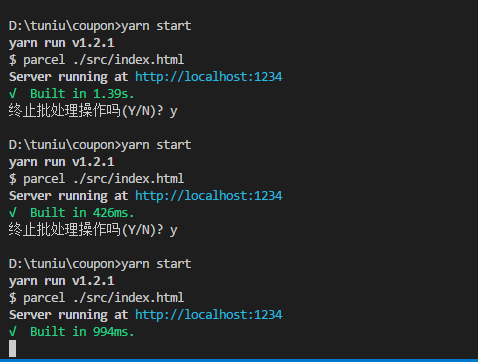 D:\tuniu\coupon>yarn start
yarn run v1.2.1
$ parcel ./src/index.html
Server running at http://localhost:1234
√  Built in 1.39s.
终止批处理操作吗(Y/N)? y
D:\tuniu\coupon>yarn start
yarn run v1.2.1
$ parcel ./src/index.html
Server running at http://localhost:1234
√  Built in 426ms.
终止批处理操作吗(Y/N)? y
D:\tuniu\coupon>yarn start
yarn run v1.2.1
$ parcel ./src/index.html
Server running at http://localhost:1234
√  Built in 994ms.